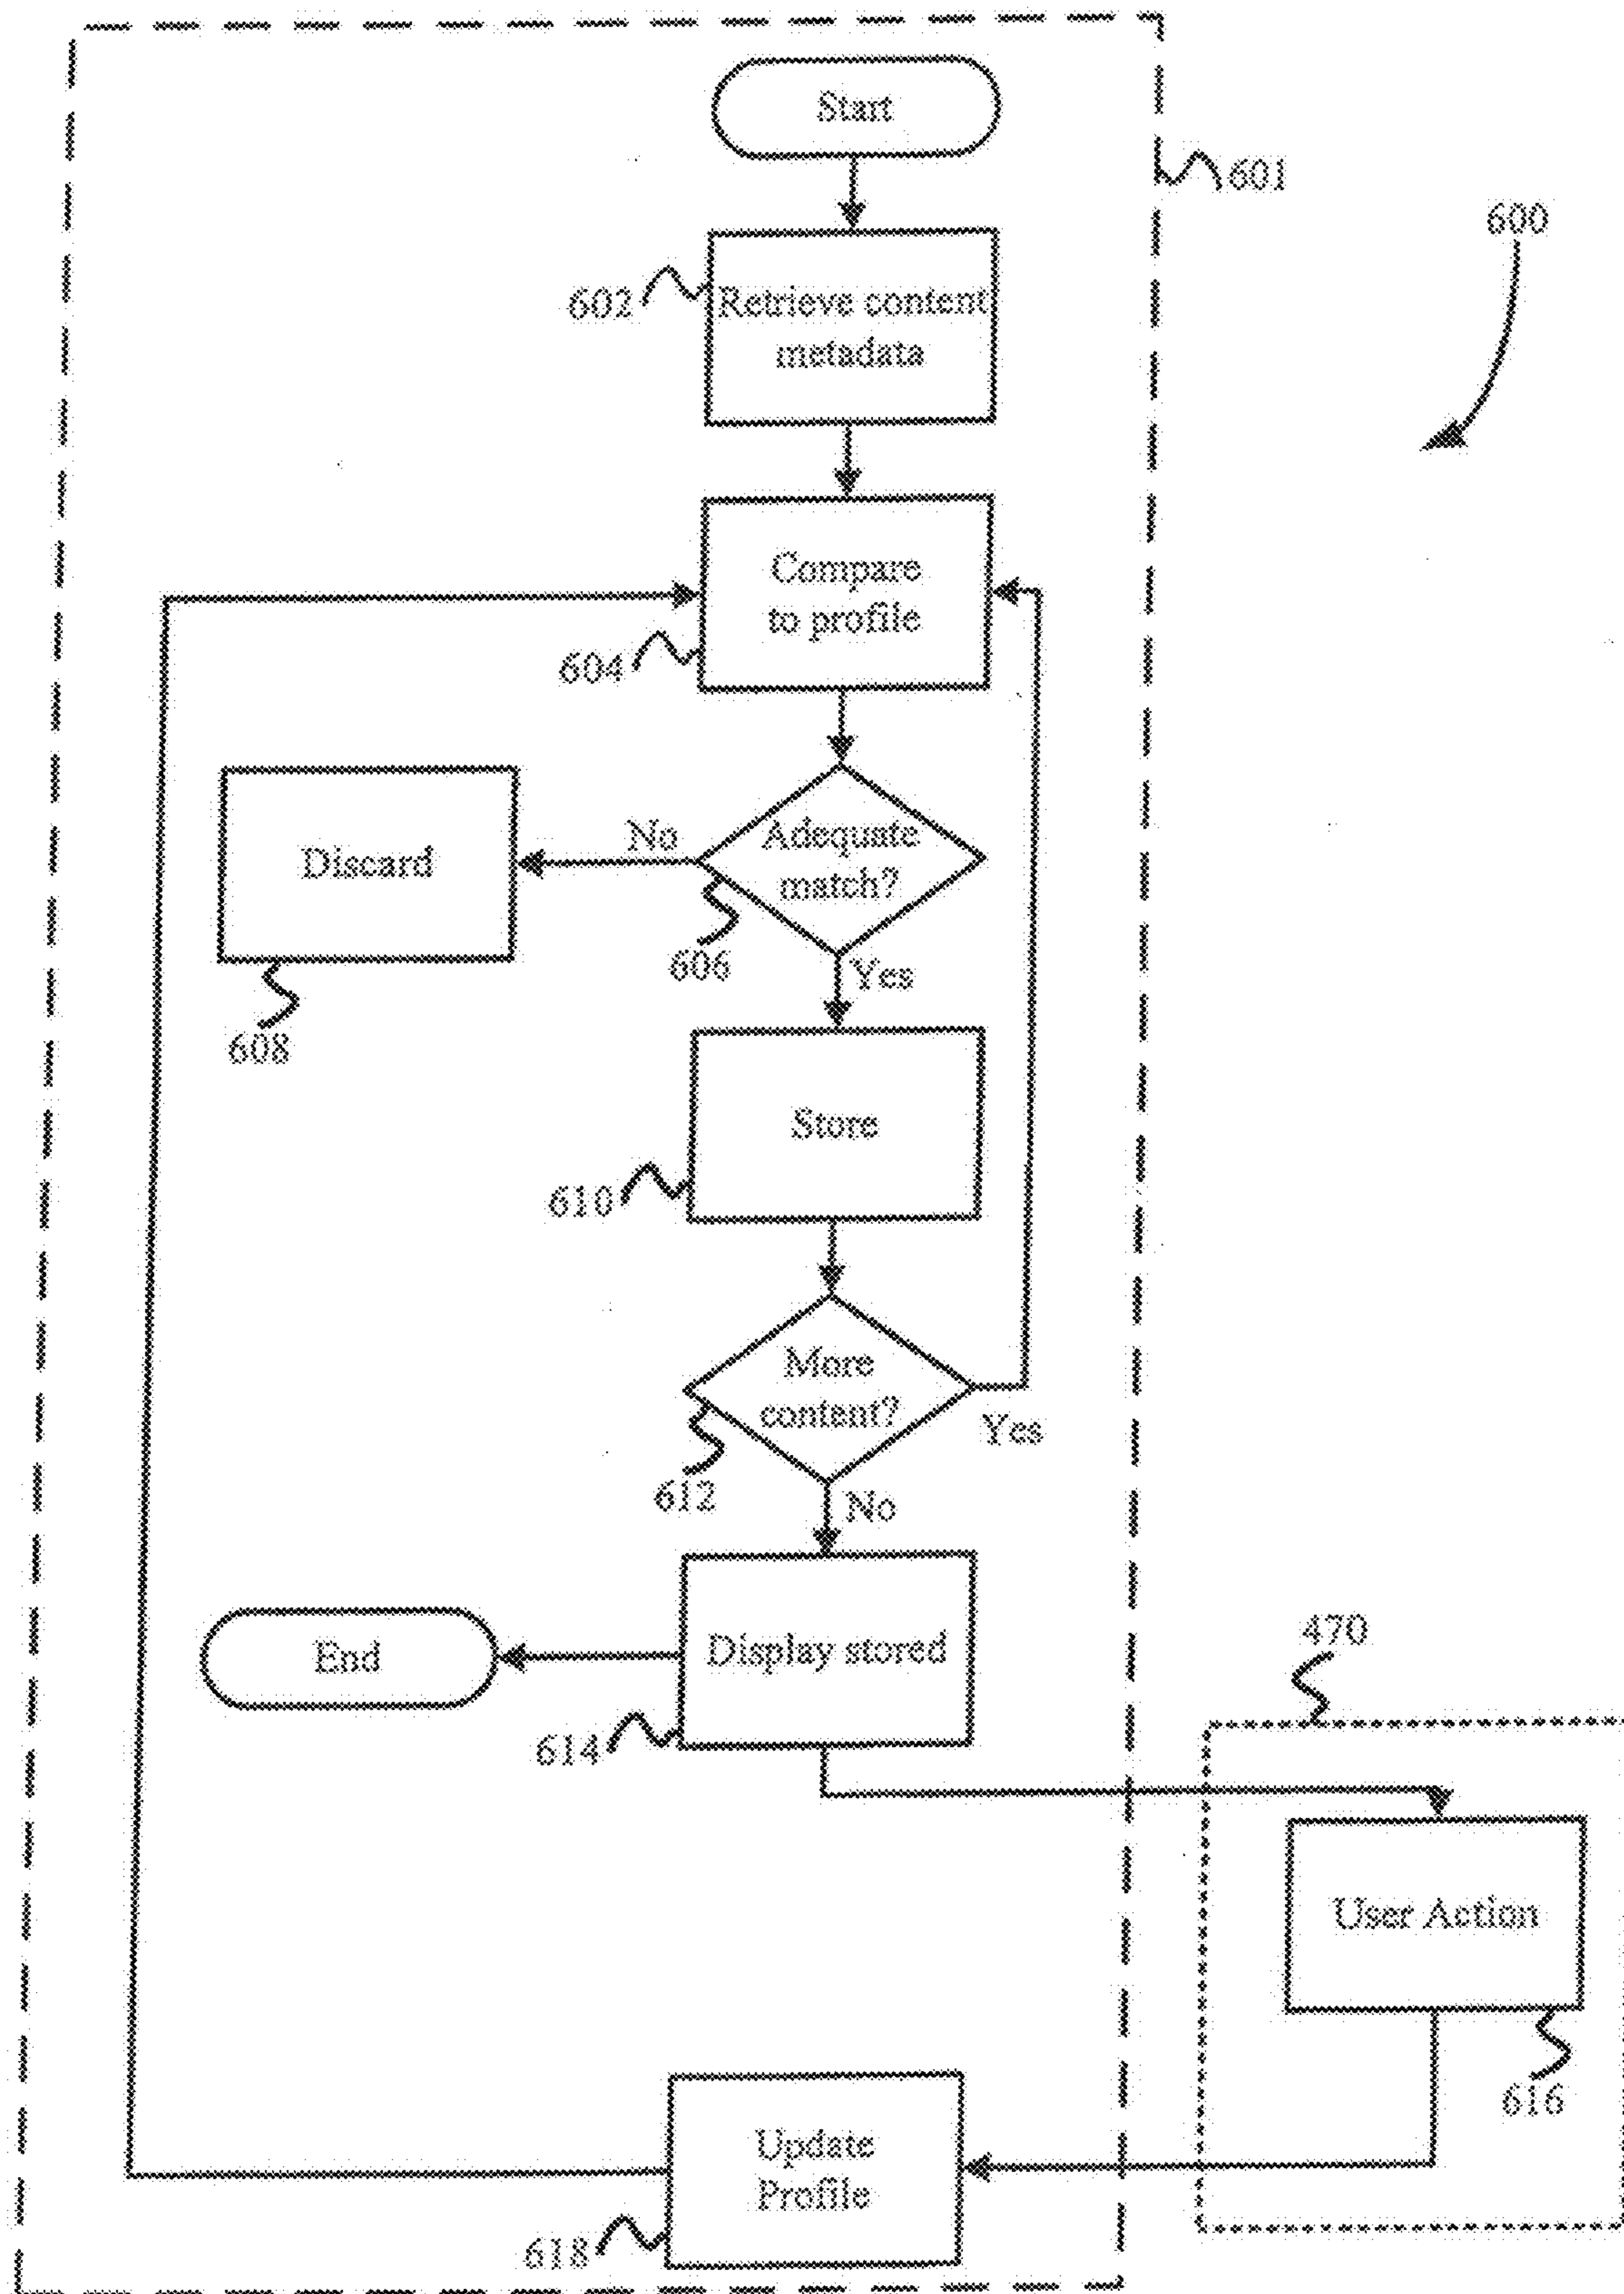 Start
601
600
602
Retrieve content
metadata
Compare
to profile
604
Discard
No
Adequate
match?
606
Yes
608
Store
610
More
content?
Yes
612
No
End
Display stored
470
614
User Action
616
Update
Profile
618